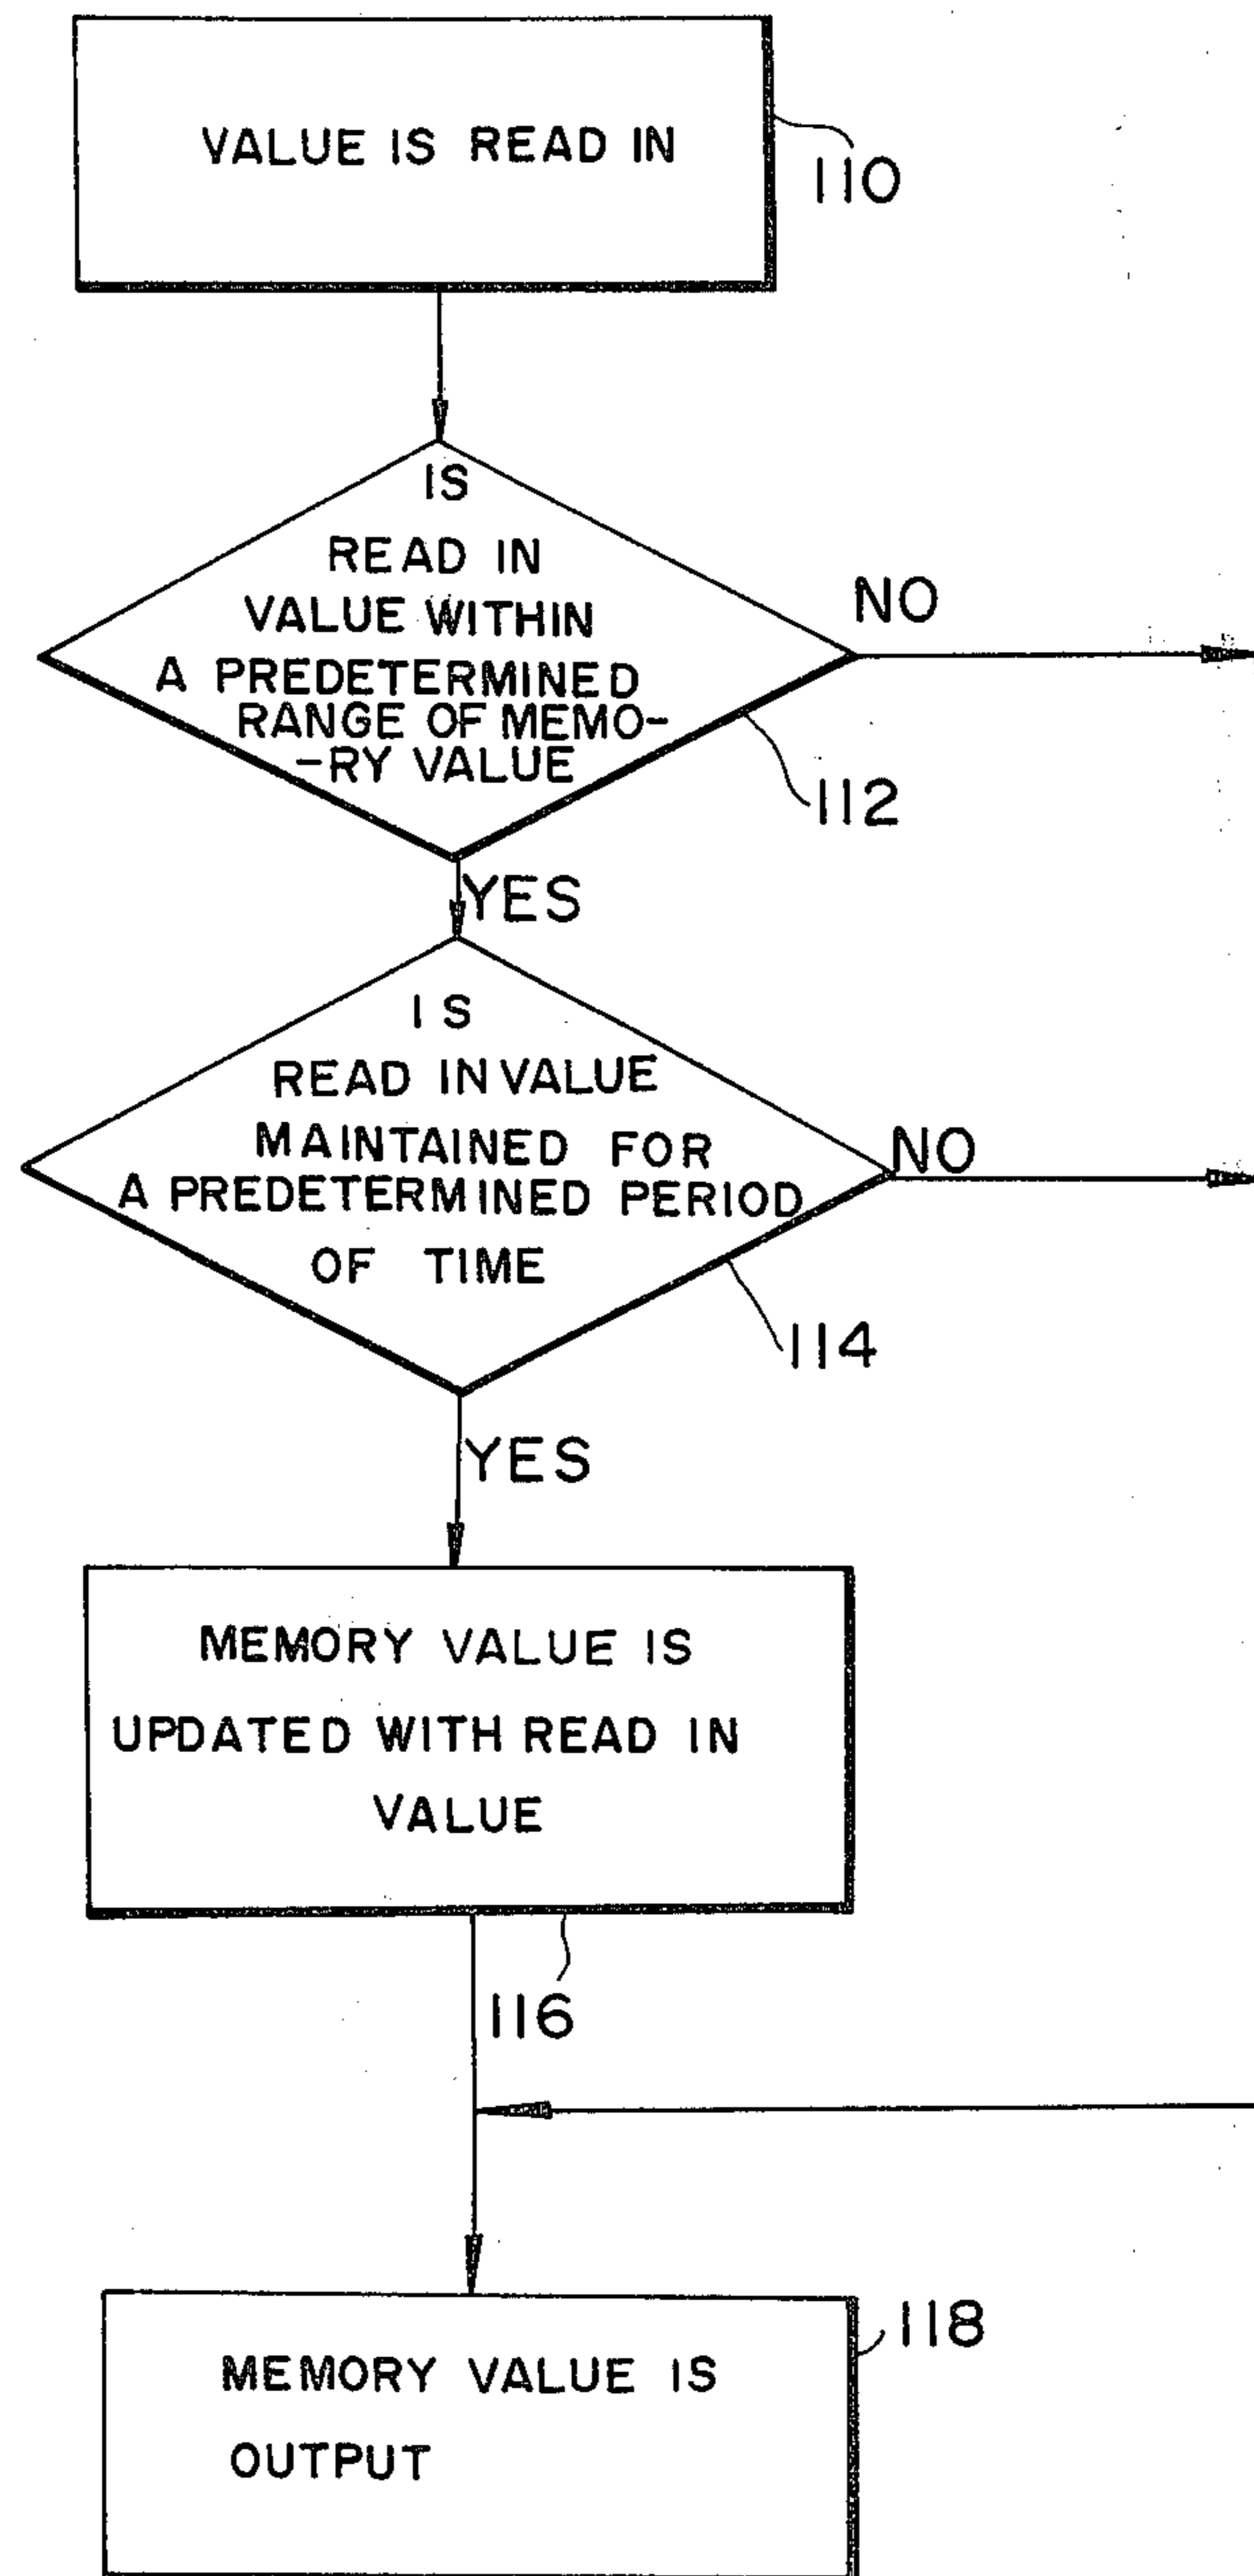 VALUE IS READ IN
110
IS
READ IN
VALUE WITHIN
A PREDETERMINED
RANGE OF MEMO-
-RY VALUE
NO
112
YES
IS
READ IN VALUE
MAINTAINED FOR
A PREDETERMINED PERIOD
OF TIME
NO
114
YES
MEMORY VALUE IS
UPDATED WITH READ IN
VALUE
116
118
MEMORY VALUE IS
OUTPUT